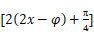 [2(2x − φ) + π/4]